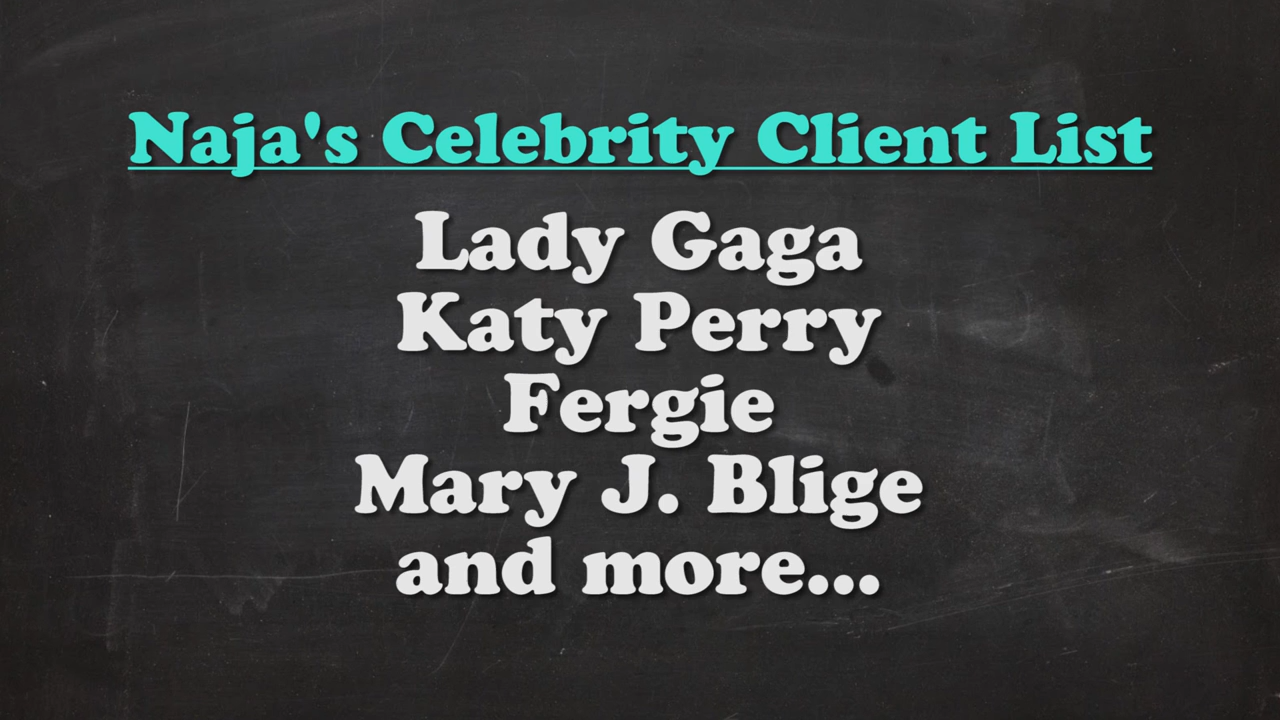 Naja's Celebrity Client List
Lady Gaga
Katy Perry
Fergie
Mary J. Blige
and more...